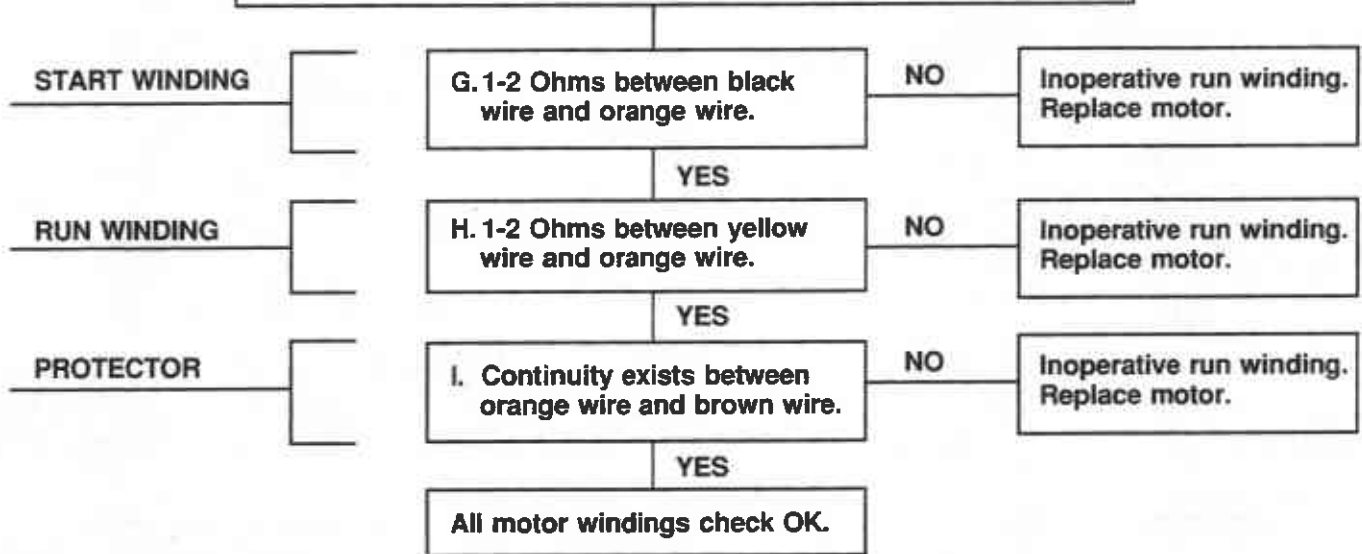 START WINDING
G. 1-2 Ohms between black
wire and orange wire.
NO
Inoperative run winding.
Replace motor.
YES
RUN WINDING
H. 1-2 Ohms between yellow
wire and orange wire.
NO
Inoperative run winding.
Replace motor.
YES
PROTECTOR
I. Continuity exists between
orange wire and brown wire.
NO
Inoperative run winding.
Replace motor.
YES
All motor windings check OK.